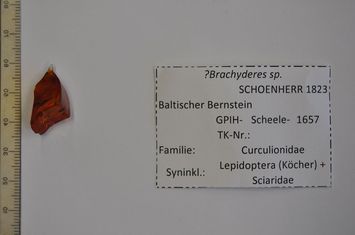 ?Brachyderes sp.
SCHOENHERR 1823
Baltischer Bernstein
GPIH- Scheele- 1657
TK-Nr.:
Familie: Curculionidae
Syninkl.: Lepidoptera (Köcher) +
Sciaridae